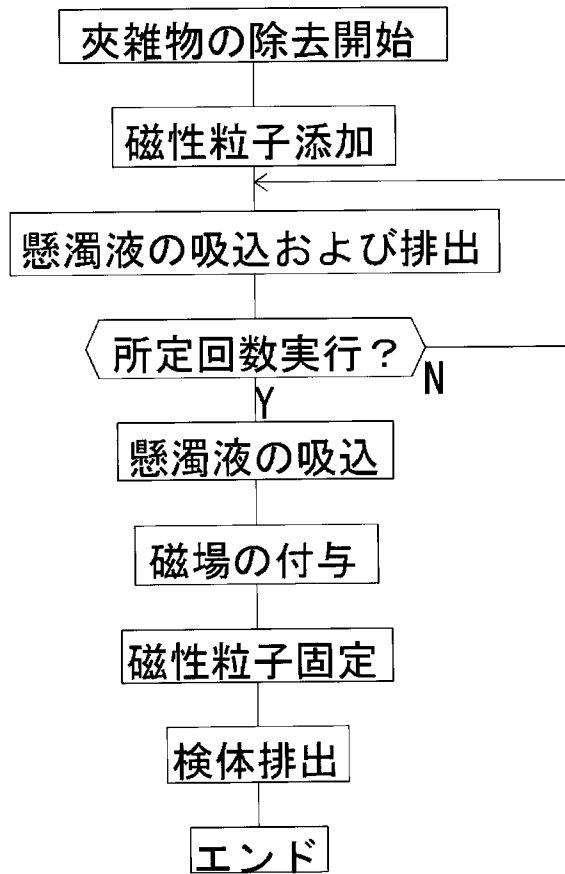 夾雑物の除去開始
磁性粒子添加
懸濁液の吸込および排出
所定回数実行？
N
Y
懸濁液の吸込
磁場の付与
磁性粒子固定
検体排出
エンド